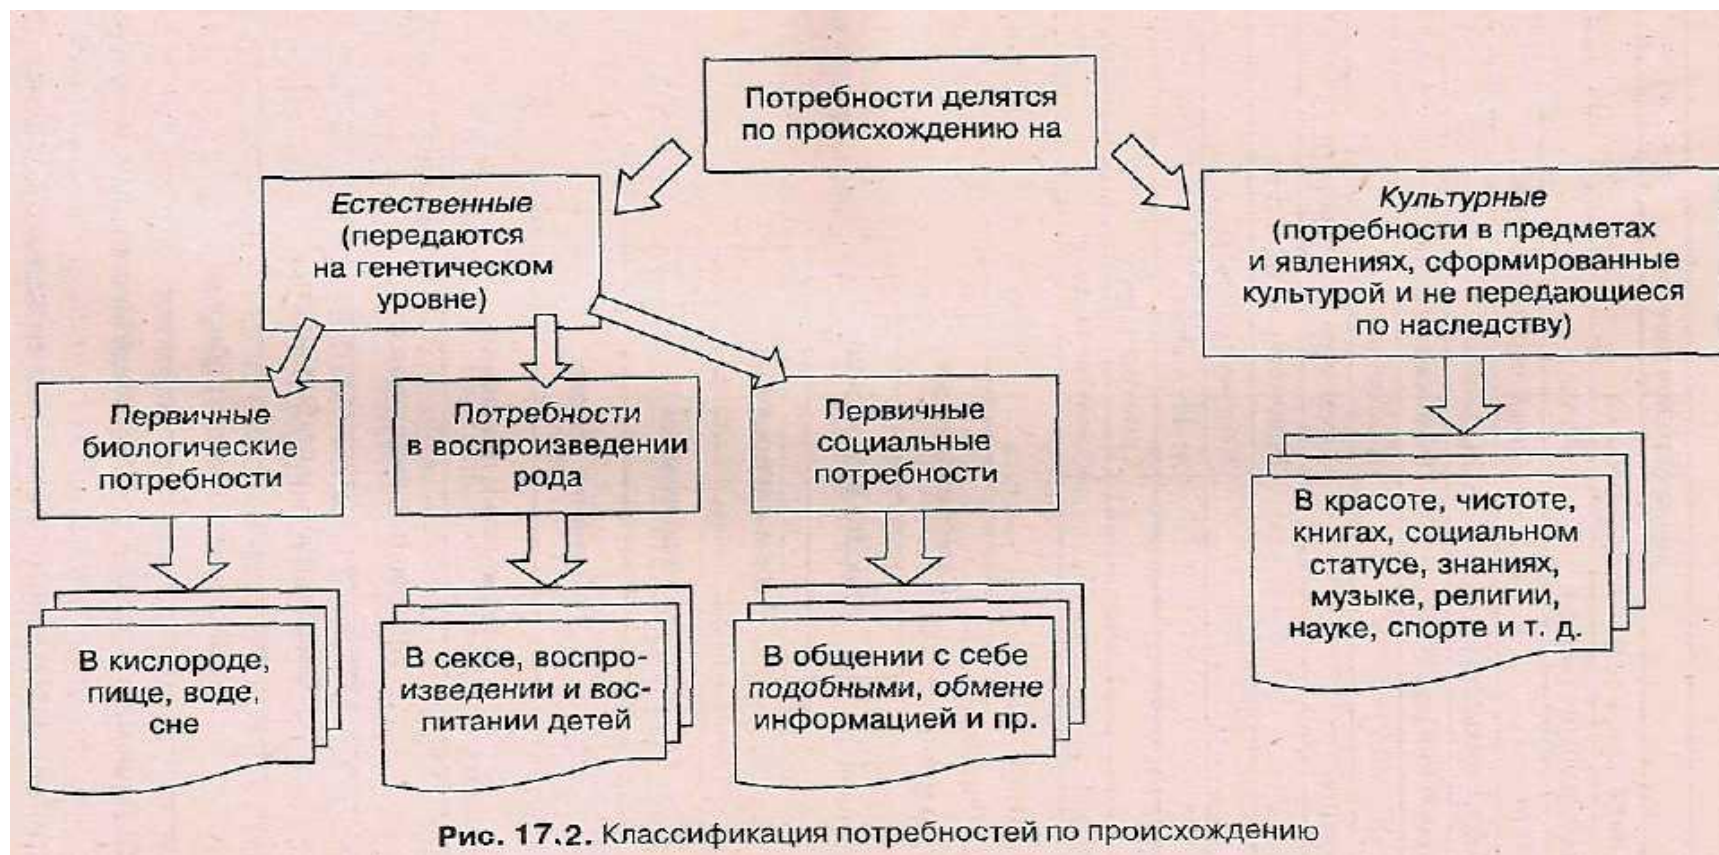 Потребности делятся
по происхождению на
Естественные
(передаются
на генетическом
уровне)
Культурные
(потребности в предметах
и явлениях, сформированные
культурой и не передающиеся
по наследству)
Первичные
биологические
потребности
Потребности
в воспроизведении
рода
Первичные
социальные
потребности
В кислороде,
пище, воде,
сне
В сексе, воспро-
изведении и вос-
питании детей
В общении с себе
подобными, обмене
информацией и пр.
В красоте, чистоте,
книгах, социальном
статусе, знаниях,
музыке, религии,
науке, спорте и т. д.
Рис. 17.2. Классификация потребностей по происхождению